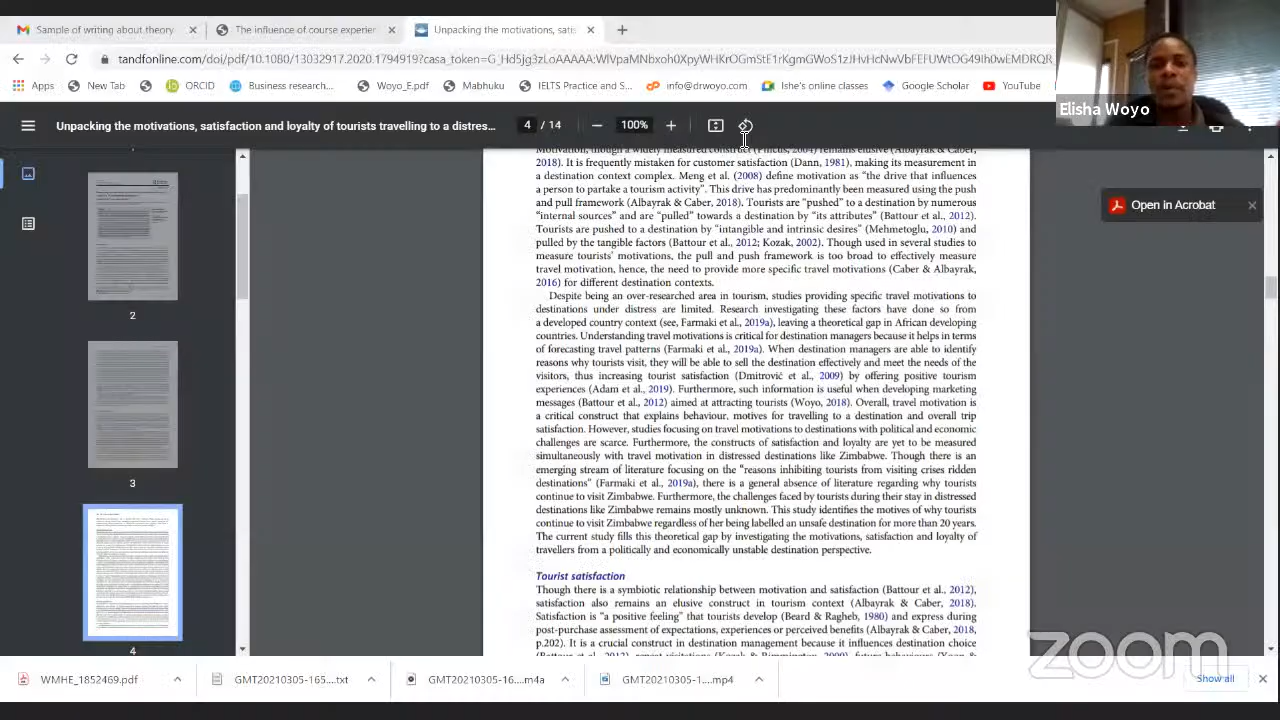 Sample of writing about theory
The influence of course experier
Unpacking the motivations, satis
tandfonline.com/doi/pdf/10.1080/13032917.2020.1794919?casa_token=
Apps
New Tab
ORCID
Business research...
Woyo_E.pdf
Mabhuku
IELTS Practice and S...
info@drwoyo.com
Ishe's online classes
Google Scholar
YouTube
Elisha Woyo
Unpacking the motivations, satisfaction and loyalty of tourists travelling to a distres...
4 / 14
100%
Open in Acrobat
2
3
4
Motivation, though a widely measured construct (Pincus, 2004) remains elusive (Albayrak & Caber,
2018). It is frequently mistaken for customer satisfaction (Dann, 1981), making its measurement in
a destination context complex. Meng et al. (2008) define motivation as “the drive that influences
a person to partake a tourism activity”. This drive has predominantly been measured using the push
and pull framework (Albayrak & Caber, 2018). Tourists are “pushed” to a destination by numerous
“internal sources” and are “pulled” towards a destination by “its attributes” (Battour et al., 2012).
Tourists are pushed to a destination by “intangible and intrinsic desires” (Mehmetoglu, 2010) and
pulled by the tangible factors (Battour et al., 2012; Kozak, 2002). Though used in several studies to
measure tourists’ motivations, the pull and push framework is too broad to effectively measure
travel motivation, hence, the need to provide more specific travel motivations (Caber & Albayrak,
2016) for different destination contexts.
Despite being an over-researched area in tourism, studies providing specific travel motivations to
destinations under distress are limited. Research investigating these factors have done so from
a developed country context (see, Farmaki et al., 2019a), leaving a theoretical gap in African developing
countries. Understanding travel motivations is critical for destination managers because it helps in terms
of forecasting travel patterns (Farmaki et al., 2019a). When destination managers are able to identify
reasons why tourists visit, they will be able to sell the destination effectively and meet the needs of the
visitors, thus increasing tourist satisfaction (Dmitrović et al., 2009) by offering positive tourism
experiences (Adam et al., 2019). Furthermore, such information is useful when developing marketing
messages (Battour et al., 2012) aimed at attracting tourists (Woyo, 2018). Overall, travel motivation is
a critical construct that explains behaviour, motives for travelling to a destination and overall trip
satisfaction. However, studies focusing on travel motivations to destinations with political and economic
challenges are scarce. Furthermore, the constructs of satisfaction and loyalty are yet to be measured
simultaneously with travel motivation in distressed destinations like Zimbabwe. Though there is an
emerging stream of literature focusing on the “reasons inhibiting tourists from visiting crises ridden
destinations” (Farmaki et al., 2019a), there is a general absence of literature regarding why tourists
continue to visit Zimbabwe. Furthermore, the challenges faced by tourists during their stay in distressed
destinations like Zimbabwe remains mostly unknown. This study identifies the motives of why tourists
continue to visit Zimbabwe regardless of her being labelled an unsafe destination for more than 20 years.
The current study fills this theoretical gap by investigating the motivations, satisfaction and loyalty of
travellers from a politically and economically unstable destination perspective.
Tourist satisfaction
Though there is a symbiotic relationship between motivation and satisfaction (Battour et al., 2012),
satisfaction also remains an elusive construct in tourism context (Albayrak & Caber, 2018).
Satisfaction is “a positive feeling” that tourists develop (Beard & Ragheb, 1980) and express during
post-purchase assessment of expectations, experiences or perceived benefits (Albayrak & Caber, 2018,
p.202). It is a crucial construct in destination management because it influences destination choice
zoom
WMHE_1852469.pdf
GMT20210305-165....txt
GMT20210305-16....m4a
GMT20210305-1....mp4
Show all